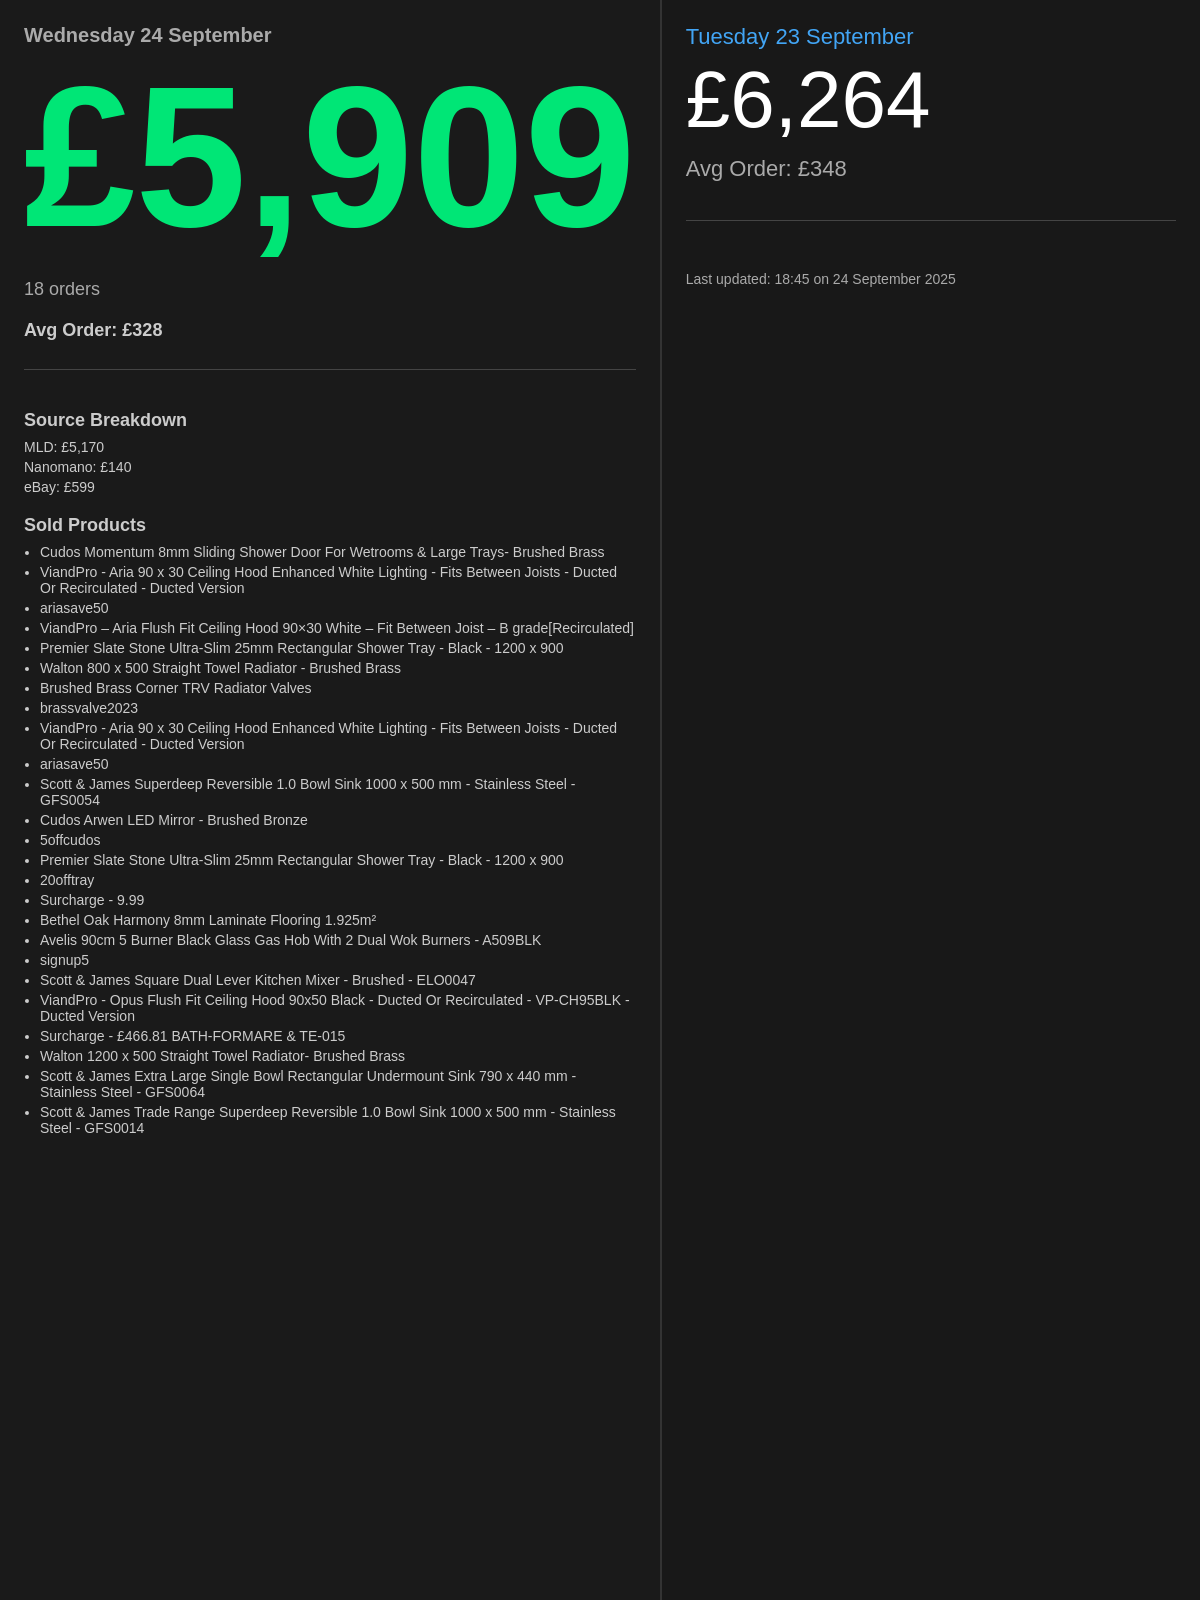 Wednesday 24 September
£5,909
18 orders
Avg Order: £328
Source Breakdown
MLD: £5,170
Nanomano: £140
eBay: £599
Sold Products
• Cudos Momentum 8mm Sliding Shower Door For Wetrooms & Large Trays- Brushed Brass
• ViandPro - Aria 90 x 30 Ceiling Hood Enhanced White Lighting - Fits Between Joists - Ducted
Or Recirculated - Ducted Version
• ariasave50
• ViandPro – Aria Flush Fit Ceiling Hood 90×30 White – Fit Between Joist – B grade[Recirculated]
• Premier Slate Stone Ultra-Slim 25mm Rectangular Shower Tray - Black - 1200 x 900
• Walton 800 x 500 Straight Towel Radiator - Brushed Brass
• Brushed Brass Corner TRV Radiator Valves
• brassvalve2023
• ViandPro - Aria 90 x 30 Ceiling Hood Enhanced White Lighting - Fits Between Joists - Ducted
Or Recirculated - Ducted Version
• ariasave50
• Scott & James Superdeep Reversible 1.0 Bowl Sink 1000 x 500 mm - Stainless Steel -
GFS0054
• Cudos Arwen LED Mirror - Brushed Bronze
• 5offcudos
• Premier Slate Stone Ultra-Slim 25mm Rectangular Shower Tray - Black - 1200 x 900
• 20offtray
• Surcharge - 9.99
• Bethel Oak Harmony 8mm Laminate Flooring 1.925m²
• Avelis 90cm 5 Burner Black Glass Gas Hob With 2 Dual Wok Burners - A509BLK
• signup5
• Scott & James Square Dual Lever Kitchen Mixer - Brushed - ELO0047
• ViandPro - Opus Flush Fit Ceiling Hood 90x50 Black - Ducted Or Recirculated - VP-CH95BLK -
Ducted Version
• Surcharge - £466.81 BATH-FORMARE & TE-015
• Walton 1200 x 500 Straight Towel Radiator- Brushed Brass
• Scott & James Extra Large Single Bowl Rectangular Undermount Sink 790 x 440 mm -
Stainless Steel - GFS0064
• Scott & James Trade Range Superdeep Reversible 1.0 Bowl Sink 1000 x 500 mm - Stainless
Steel - GFS0014
Tuesday 23 September
£6,264
Avg Order: £348
Last updated: 18:45 on 24 September 2025